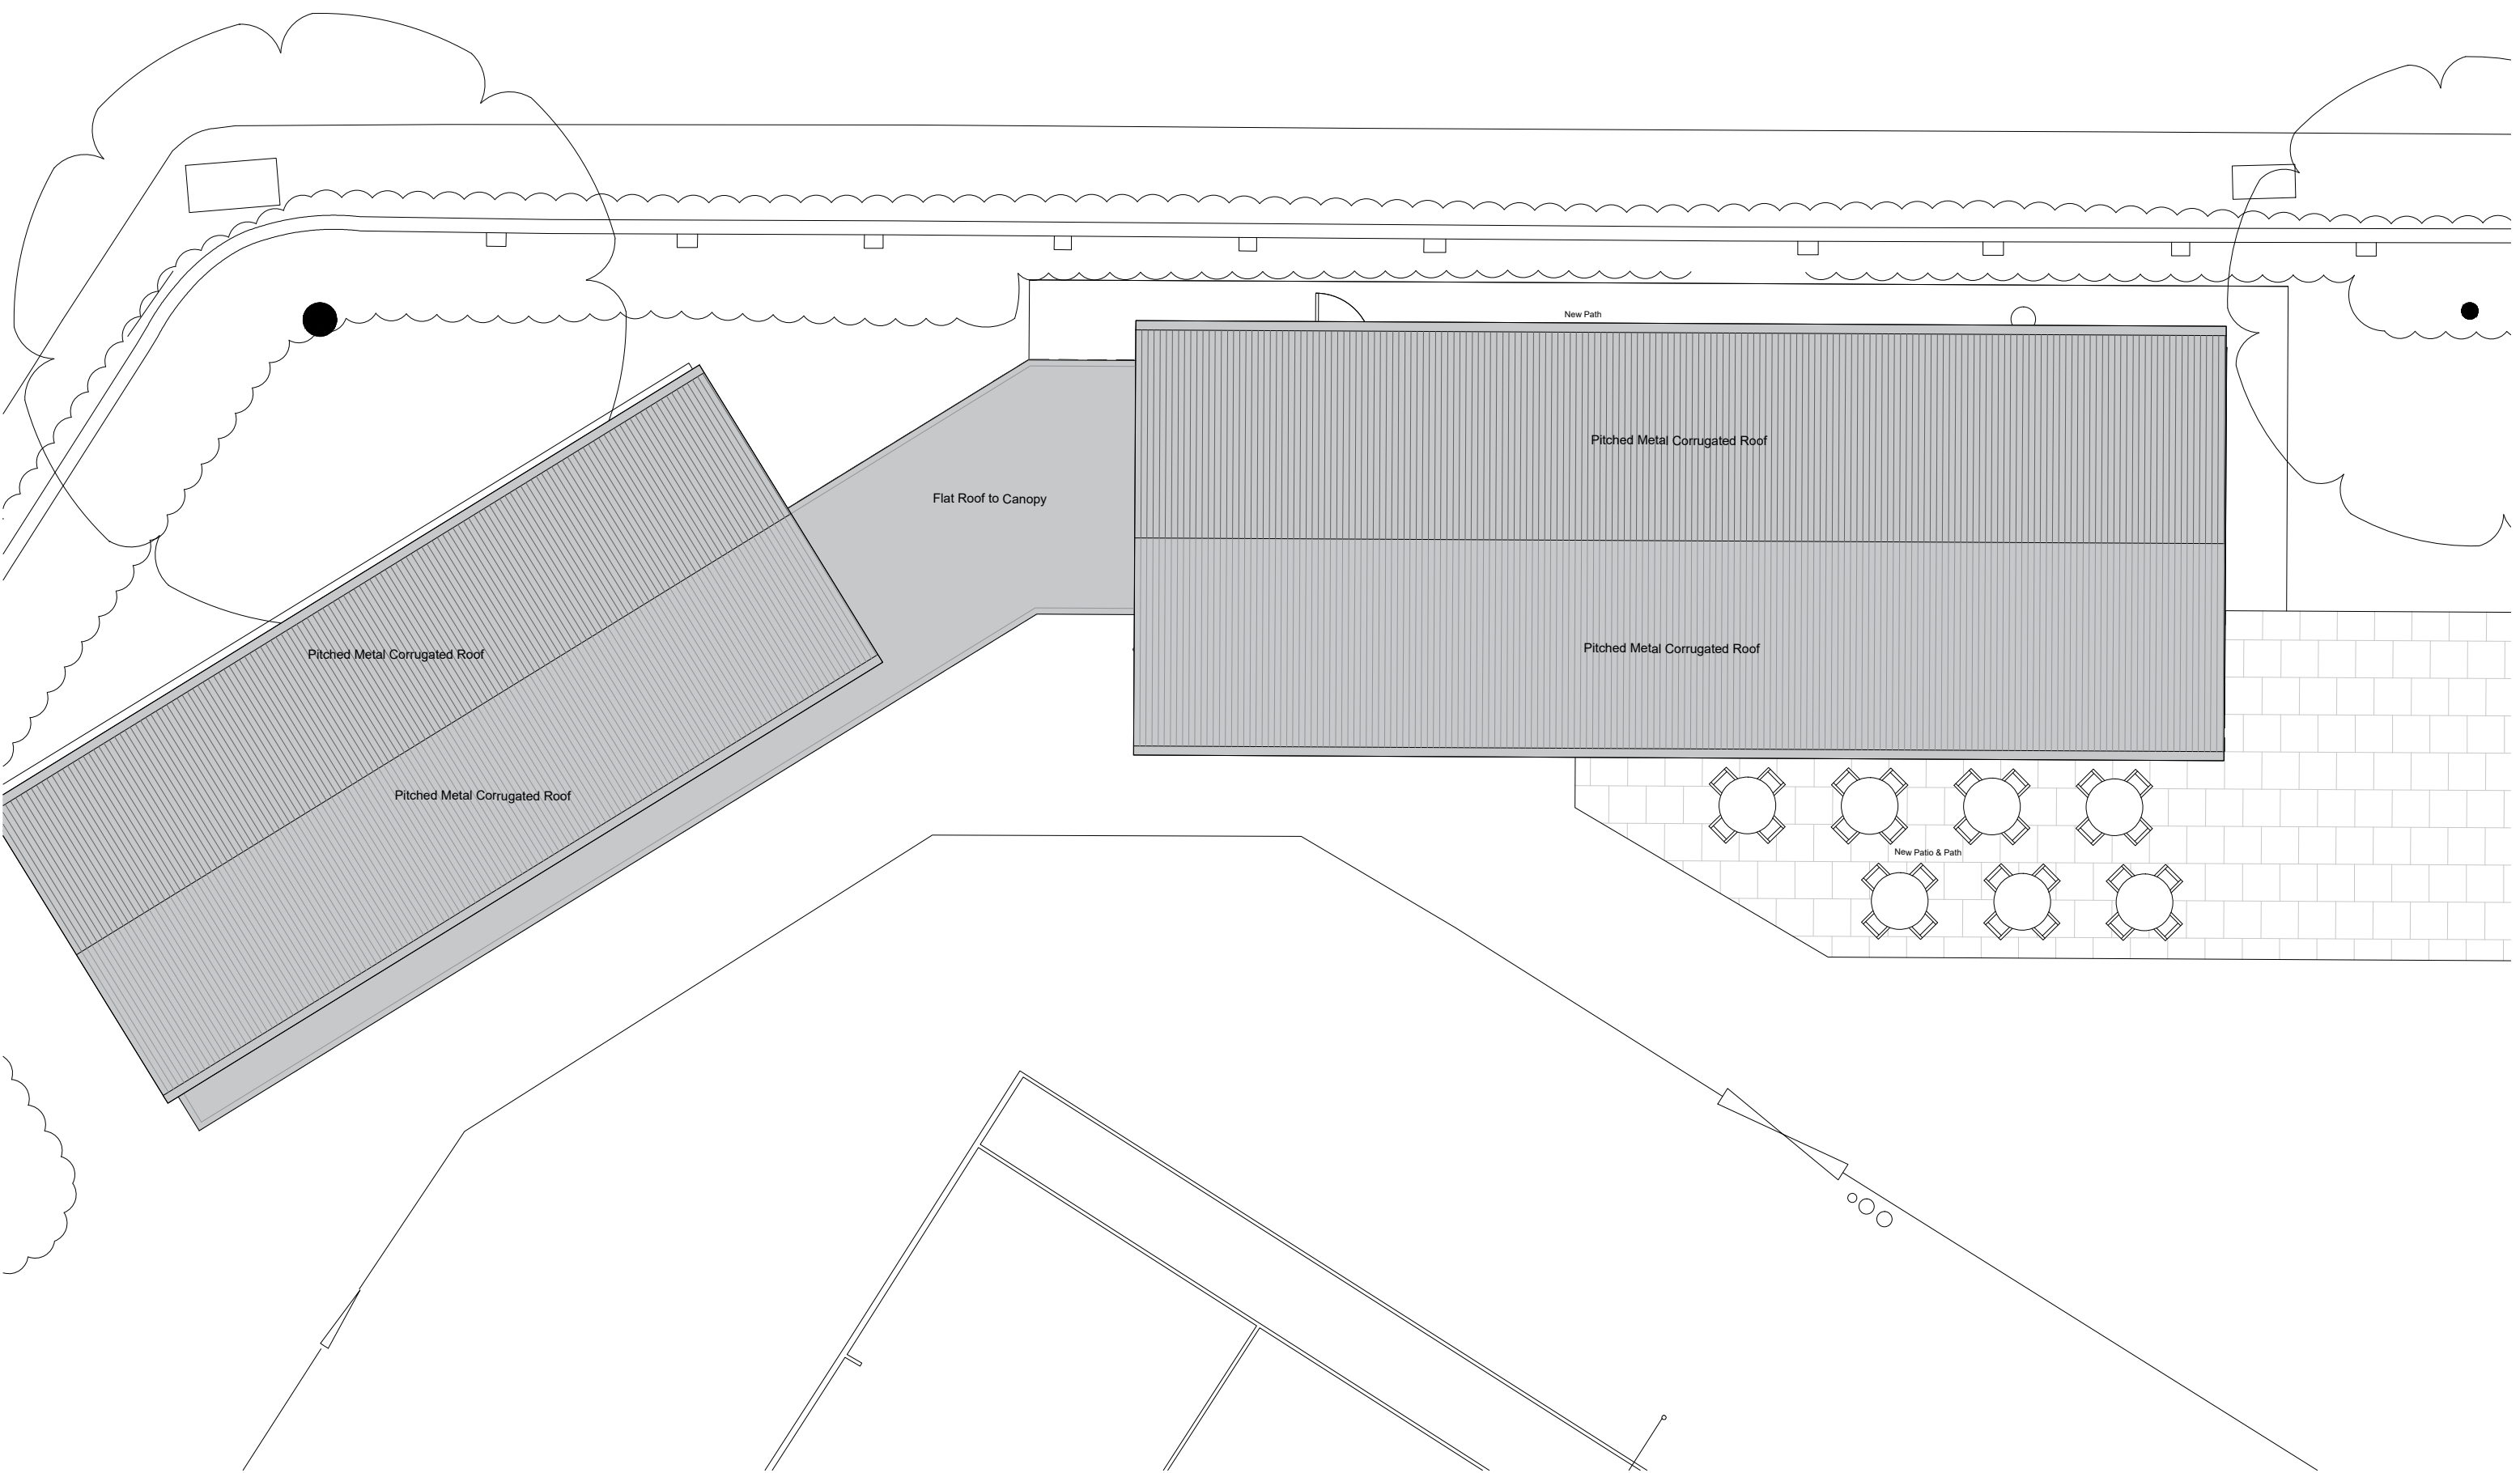 New Path
Pitched Metal Corrugated Roof
Flat Roof to Canopy
Pitched Metal Corrugated Roof
Pitched Metal Corrugated Roof
Pitched Metal Corrugated Roof
New Patio & Path